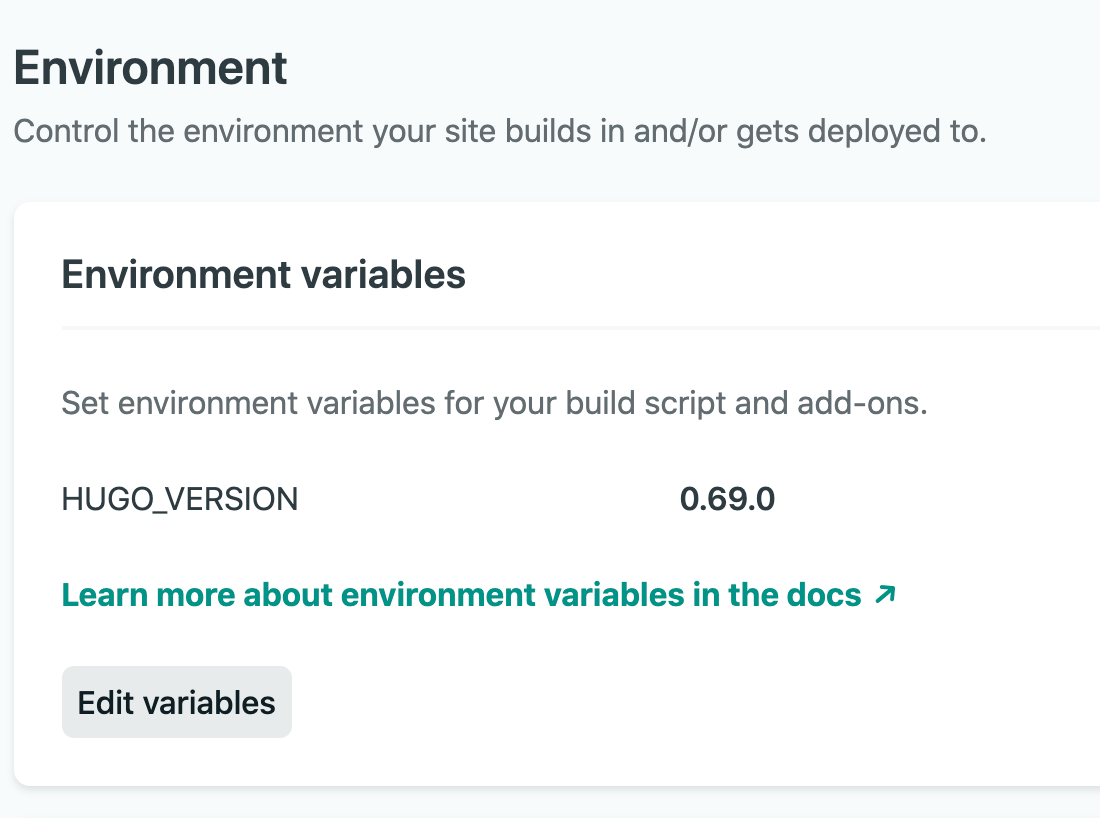 Environment
Control the environment your site builds in and/or gets deployed to.
Environment variables
Set environment variables for your build script and add-ons.
HUGO_VERSION 0.69.0
Learn more about environment variables in the docs ↗
Edit variables